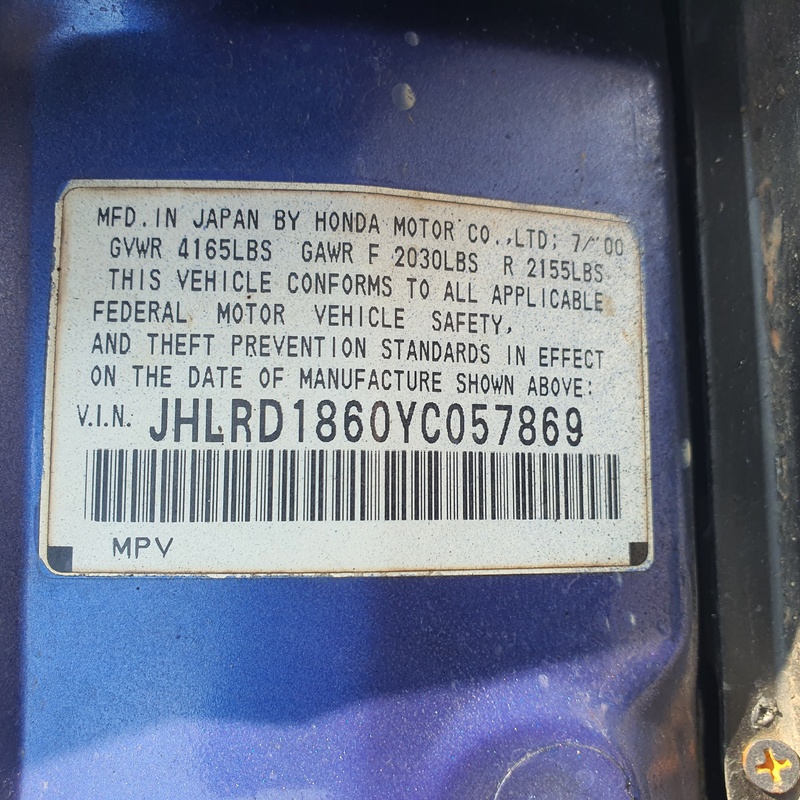 MFD. IN JAPAN BY HONDA MOTOR CO.,LTD; 7/'00
GVWR 4165LBS GAWR F 2030LBS R 2155LBS
THIS VEHICLE CONFORMS TO ALL APPLICABLE
FEDERAL MOTOR VEHICLE SAFETY,
AND THEFT PREVENTION STANDARDS IN EFFECT
ON THE DATE OF MANUFACTURE SHOWN ABOVE:
V.I.N. JHLRD1860YC057869
MPV